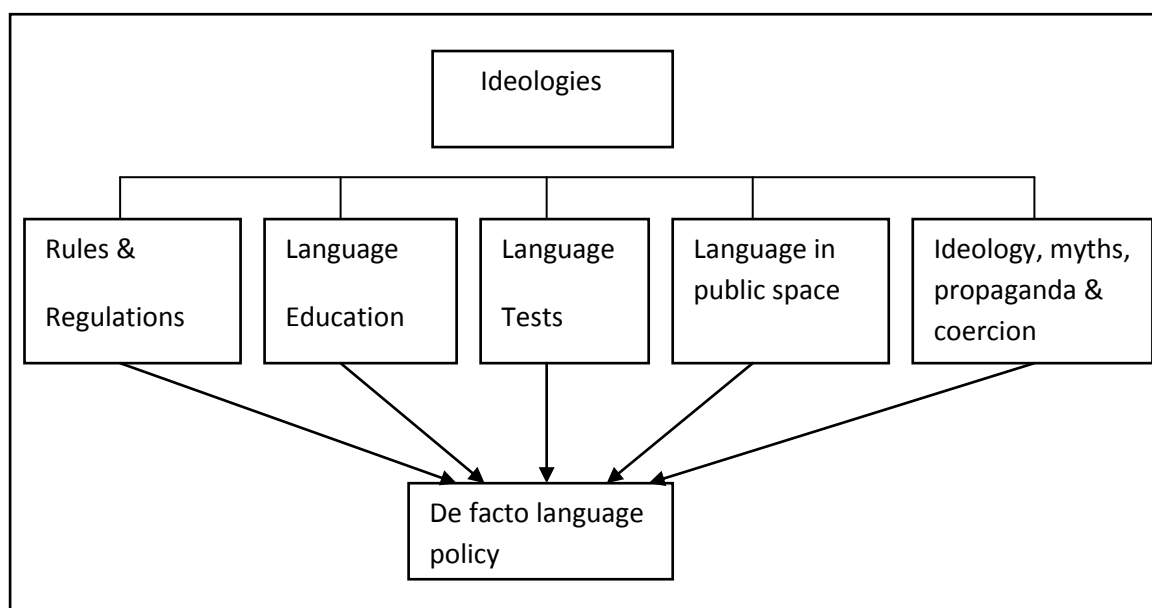 Ideologies
Rules &
Regulations
Language
Education
Language
Tests
Language in
public space
Ideology, myths,
propaganda &
coercion
De facto language
policy